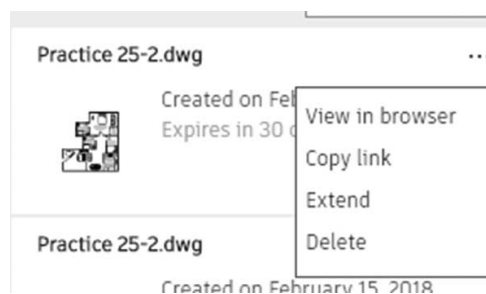 Practice 25-2.dwg
...
Created on Feb
Expires in 30
View in browser
Copy link
Extend
Delete
Practice 25-2.dwg
Created on February 15, 2018